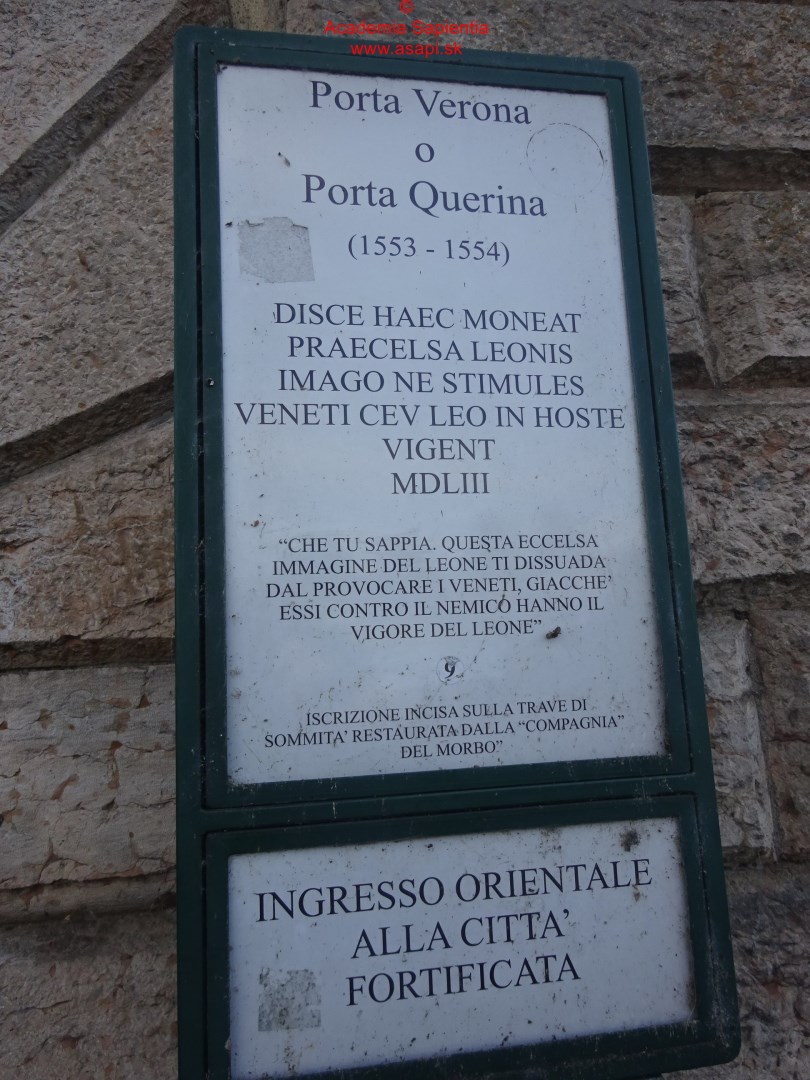 ©
Academia Sapientia
www.asapi.sk
Porta Verona
o
Porta Querina
(1553 - 1554)
DISCE HAEC MONEAT
PRAECELSA LEONIS
IMAGO NE STIMULES
VENETI CEV LEO IN HOSTE
VIGENT
MDLIII
“CHE TU SAPPIA. QUESTA ECCELSA
IMMAGINE DEL LEONE TI DISSUADA
DAL PROVOCARE I VENETI, GIACCHE’
ESSI CONTRO IL NEMICO HANNO IL
VIGORE DEL LEONE”
9
ISCRIZIONE INCISA SULLA TRAVE DI
SOMMITA’ RESTAURATA DALLA “COMPAGNIA”
DEL MORBO”
INGRESSO ORIENTALE
ALLA CITTA’
FORTIFICATA